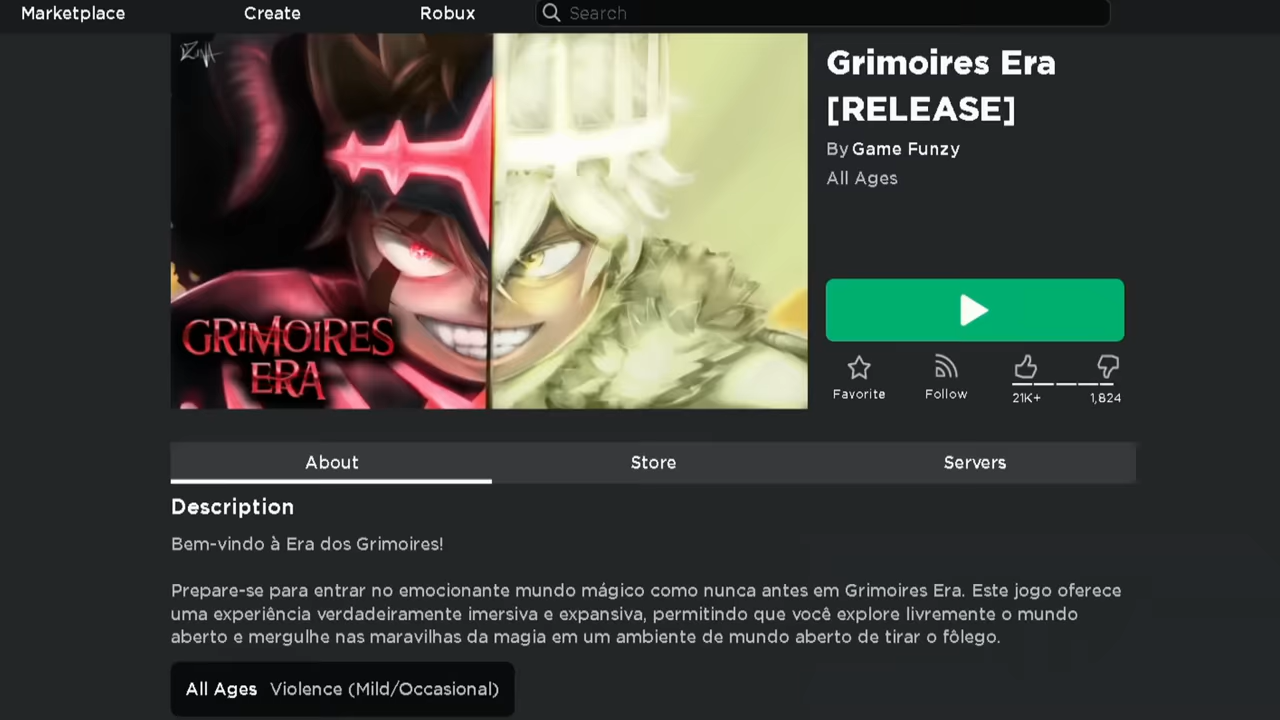 Marketplace
Create
Robux
Search
Grimoires Era
[RELEASE]
By Game Funzy
All Ages
GRIMOIRES
ERA
Favorite
Follow
21K+
1,824
About
Store
Servers
Description
Bem-vindo à Era dos Grimoires!
Prepare-se para entrar no emocionante mundo mágico como nunca antes em Grimoires Era. Este jogo oferece
uma experiência verdadeiramente imersiva e expansiva, permitindo que você explore livremente o mundo
aberto e mergulhe nas maravilhas da magia em um ambiente de mundo aberto de tirar o fôlego.
All Ages Violence (Mild/Occasional)